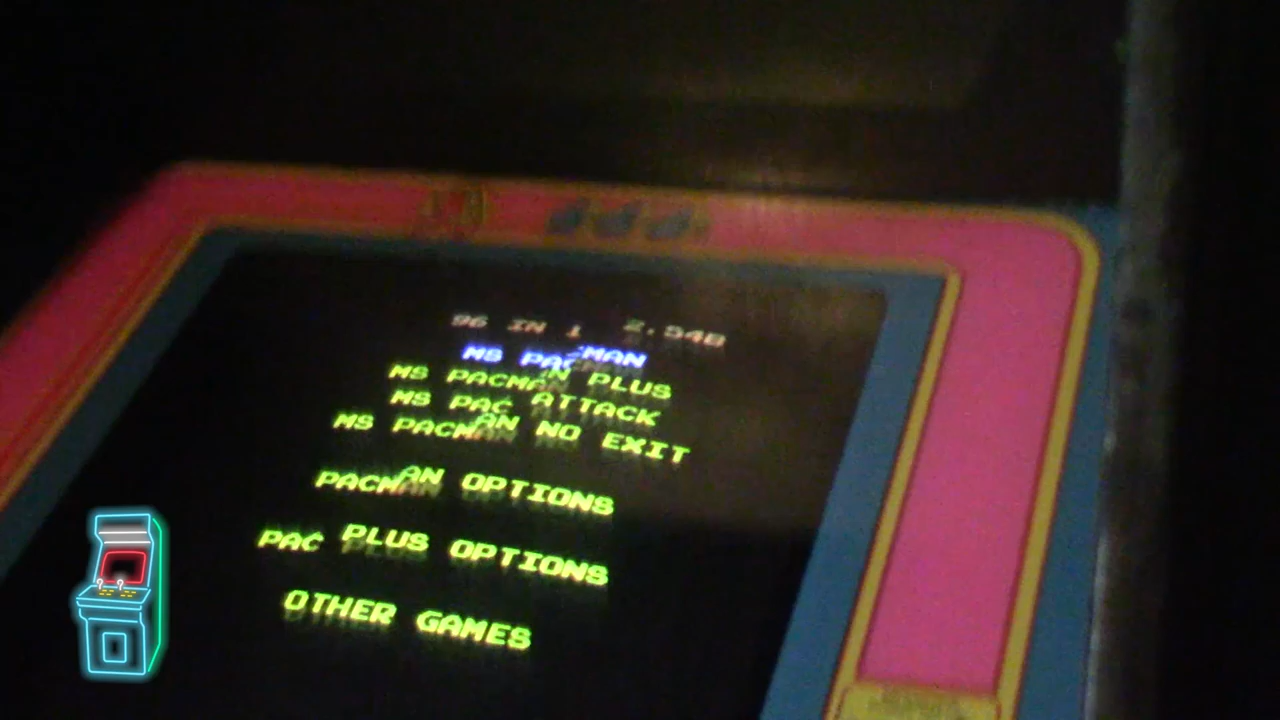 96 IN 1 2.54B
MS PACMAN
MS PACMAN PLUS
MS PAC ATTACK
MS PACMAN NO EXIT
PACMAN OPTIONS
PAC PLUS OPTIONS
OTHER GAMES